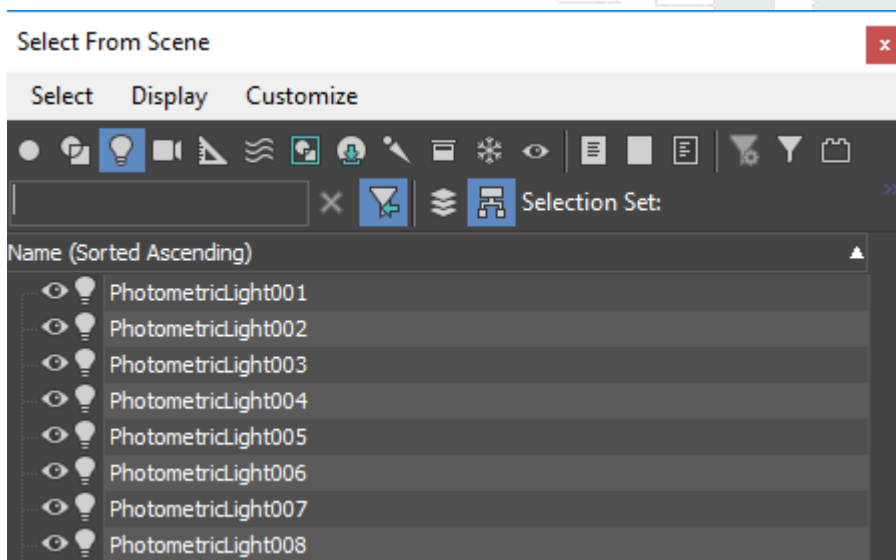 Select From Scene
x
Select Display Customize
Selection Set:
Name (Sorted Ascending)
PhotometricLight001
PhotometricLight002
PhotometricLight003
PhotometricLight004
PhotometricLight005
PhotometricLight006
PhotometricLight007
PhotometricLight008